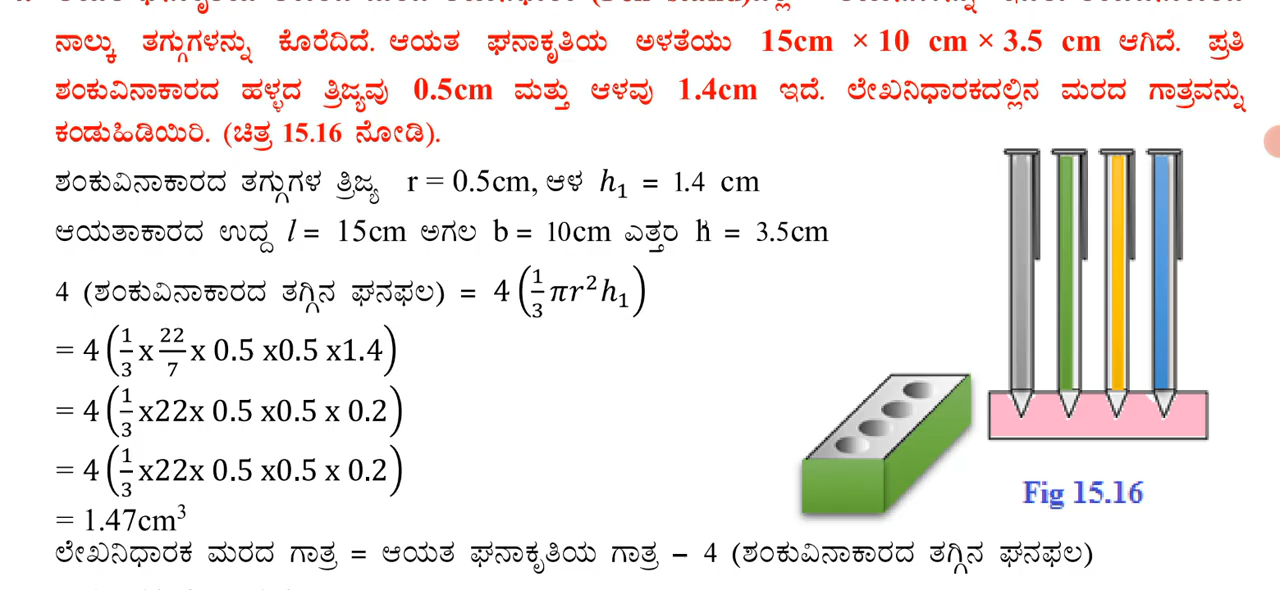 (Pen stand)
ನಾಲ್ಕು ತಗ್ಗುಗಳನ್ನು ಕೊರೆದಿದೆ. ಆಯತ ಘನಾಕೃತಿಯ ಅಳತೆಯು 15cm × 10 cm × 3.5 cm ಆಗಿದೆ. ಪ್ರತಿ
ಶಂಕುವಿನಾಕಾರದ ಹಳ್ಳದ ತ್ರಿಜ್ಯವು 0.5cm ಮತ್ತು ಆಳವು 1.4cm ಇದೆ. ಲೇಖನಿಧಾರಕದಲ್ಲಿನ ಮರದ ಗಾತ್ರವನ್ನು
ಕಂಡುಹಿಡಿಯಿರಿ. (ಚಿತ್ರ 15.16 ನೋಡಿ).
ಶಂಕುವಿನಾಕಾರದ ತಗ್ಗುಗಳ ತ್ರಿಜ್ಯ r = 0.5cm, ಆಳ h₁ = 1.4 cm
ಆಯತಾಕಾರದ ಉದ್ದ l = 15cm ಅಗಲ b = 10cm ಎತ್ತರ h = 3.5cm
4 (ಶಂಕುವಿನಾಕಾರದ ತಗ್ಗಿನ ಘನಫಲ) = 4(1/3 πr²h₁)
= 4(1/3 x 22/7 x 0.5 x0.5 x1.4)
= 4(1/3 x22x 0.5 x0.5 x 0.2)
= 4(1/3 x22x 0.5 x0.5 x 0.2)
= 1.47cm³
ಲೇಖನಿಧಾರಕ ಮರದ ಗಾತ್ರ = ಆಯತ ಘನಾಕೃತಿಯ ಗಾತ್ರ – 4 (ಶಂಕುವಿನಾಕಾರದ ತಗ್ಗಿನ ಘನಫಲ)
Fig 15.16